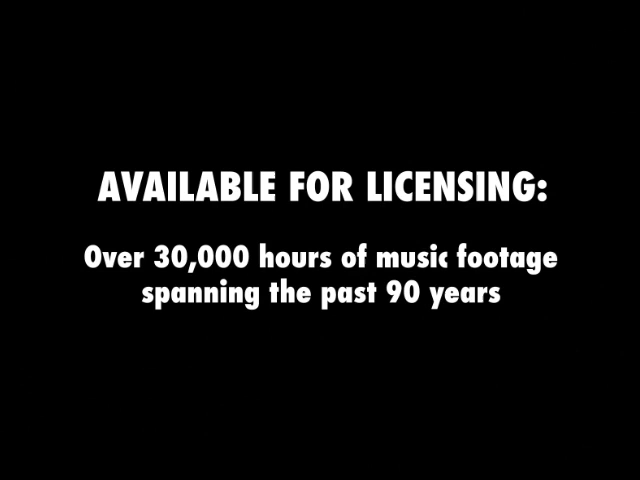 AVAILABLE FOR LICENSING:
Over 30,000 hours of music footage
spanning the past 90 years